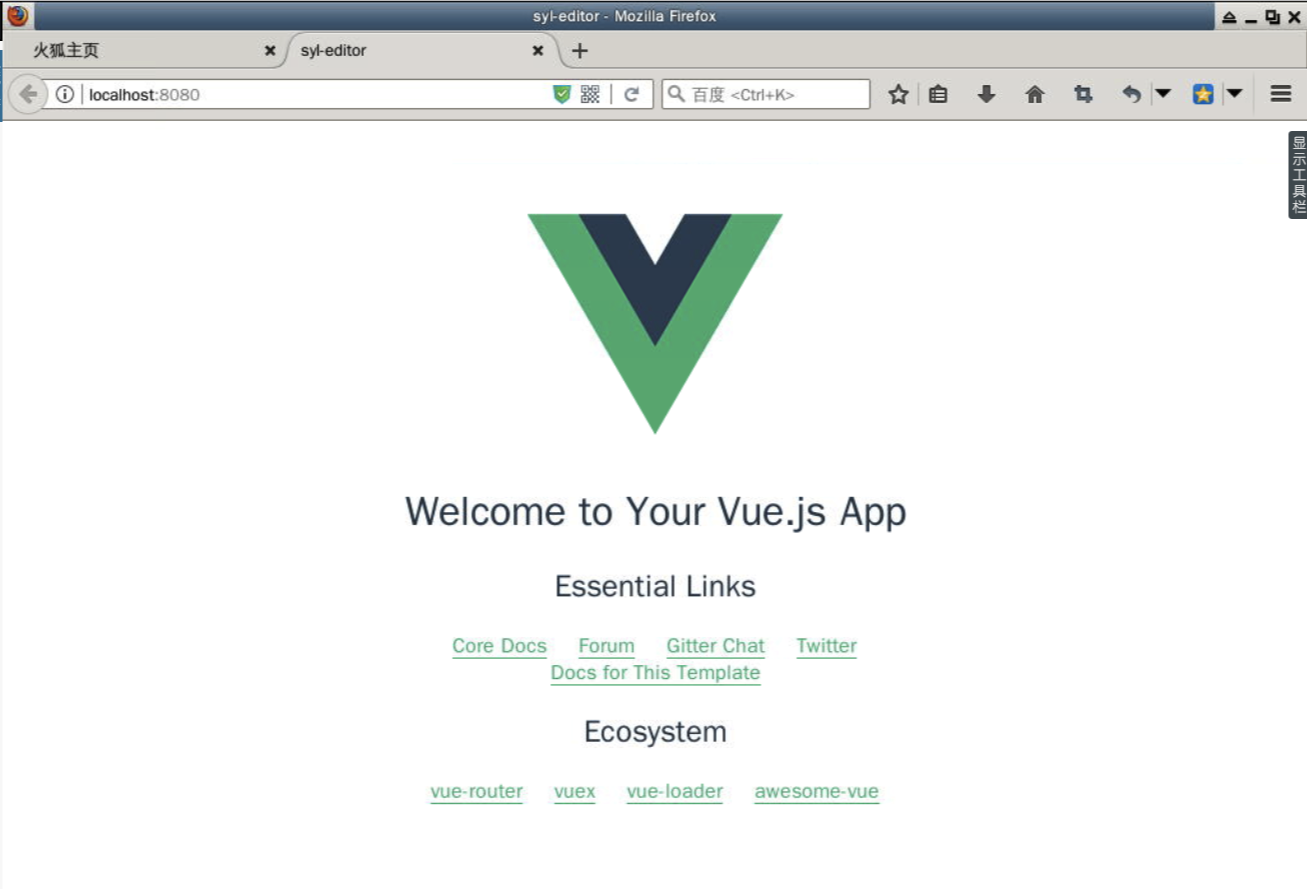 syl-editor - Mozilla Firefox
火狐主页 syl-editor
localhost:8080 百度 <Ctrl+K>
显示工具栏
Welcome to Your Vue.js App
Essential Links
Core Docs Forum Gitter Chat Twitter
Docs for This Template
Ecosystem
vue-router vuex vue-loader awesome-vue